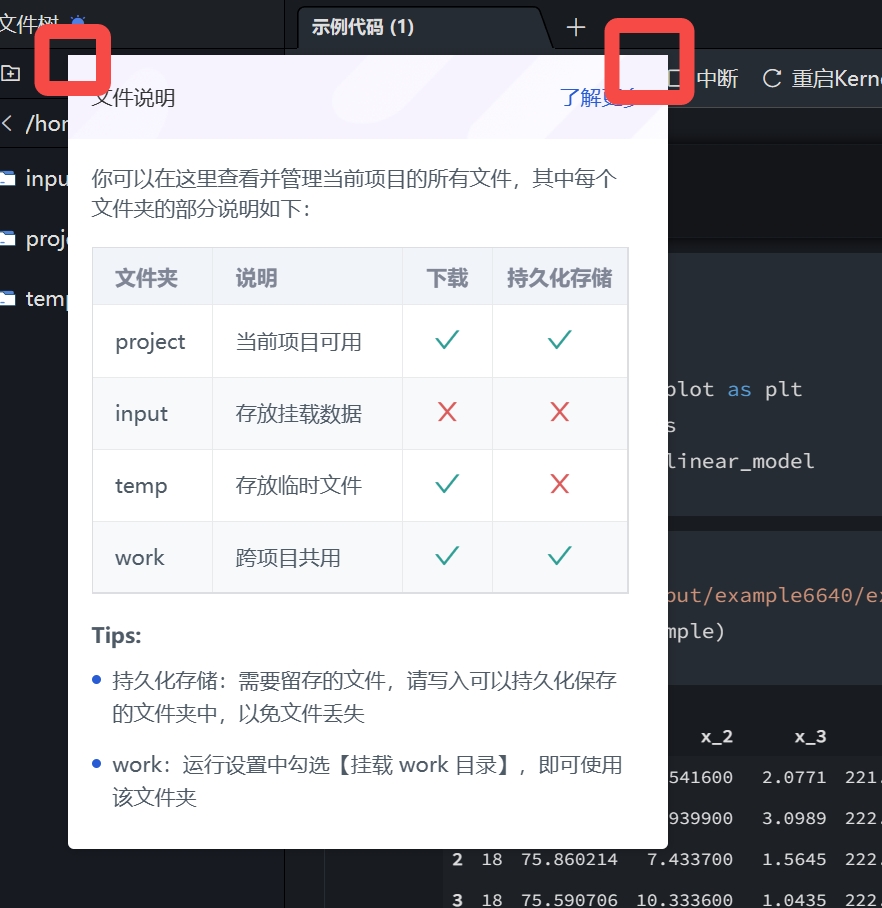 文件树
示例代码 (1)
中断
重启Kern
文件说明
了解更多
/hor
你可以在这里查看并管理当前项目的所有文件，其中每个
文件夹的部分说明如下：
inpu
proje
temp
文件夹 说明 下载 持久化存储
project 当前项目可用
input 存放挂载数据
temp 存放临时文件
work 跨项目共用
plot as plt
s
linear_model
put/example6640/ex
mple)
Tips:
持久化存储：需要留存的文件，请写入可以持久化保存
的文件夹中，以免文件丢失
work：运行设置中勾选【挂载 work 目录】，即可使用
该文件夹
x_2 x_3
541600 2.0771 221.
939900 3.0989 222.
2 18 75.860214 7.433700 1.5645 222.
3 18 75.590706 10.333600 1.0435 222.